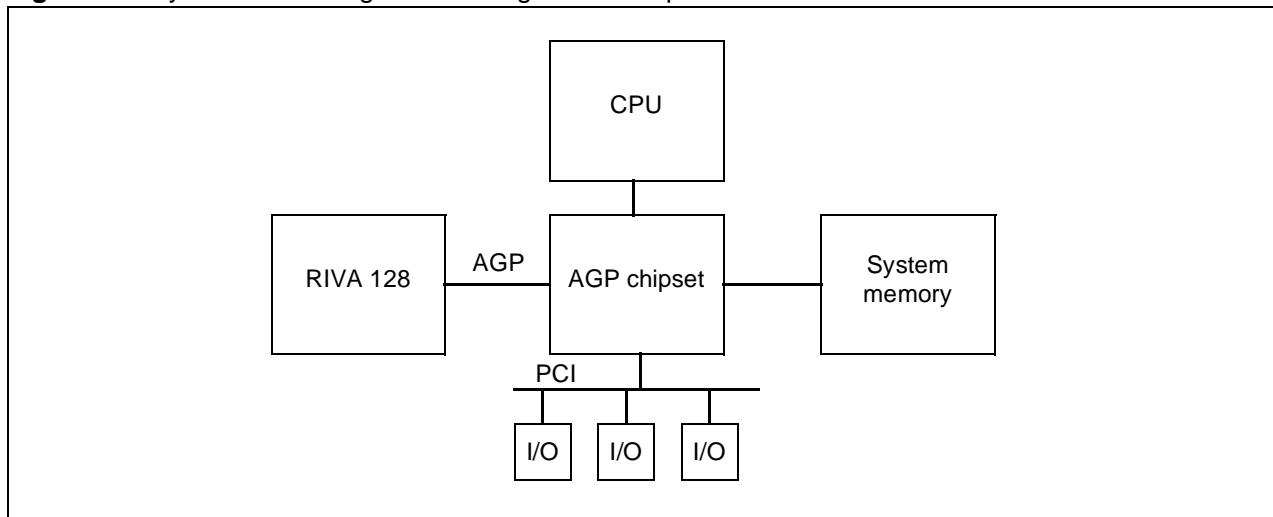 CPU
RIVA 128
AGP
AGP chipset
System
memory
PCI
I/O
I/O
I/O